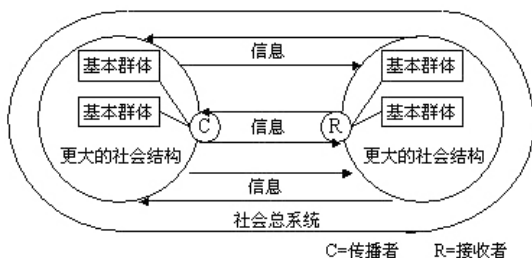 信息
基本群体
基本群体
基本群体
基本群体
C
信息
R
更大的社会结构
更大的社会结构
信息
社会总系统
C=传播者 R=接收者